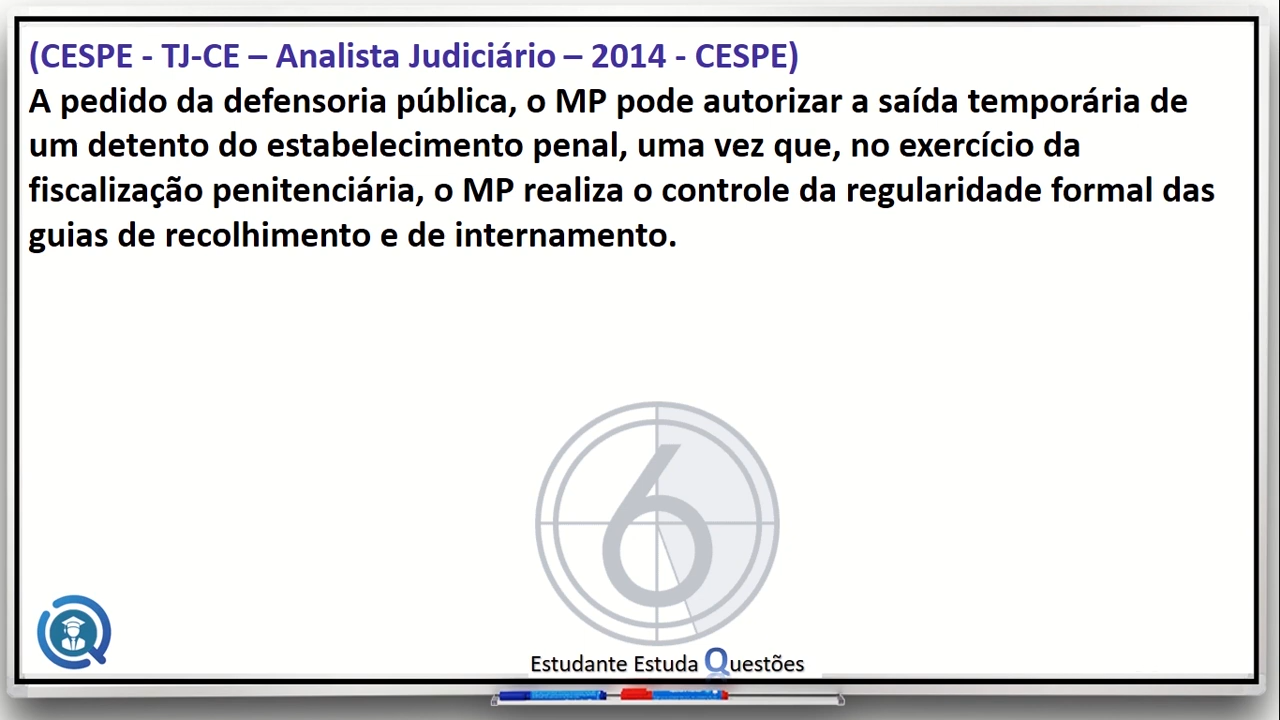 (CESPE - TJ-CE – Analista Judiciário – 2014 - CESPE)
A pedido da defensoria pública, o MP pode autorizar a saída temporária de
um detento do estabelecimento penal, uma vez que, no exercício da
fiscalização penitenciária, o MP realiza o controle da regularidade formal das
guias de recolhimento e de internamento.
6
Estudante Estuda Questões